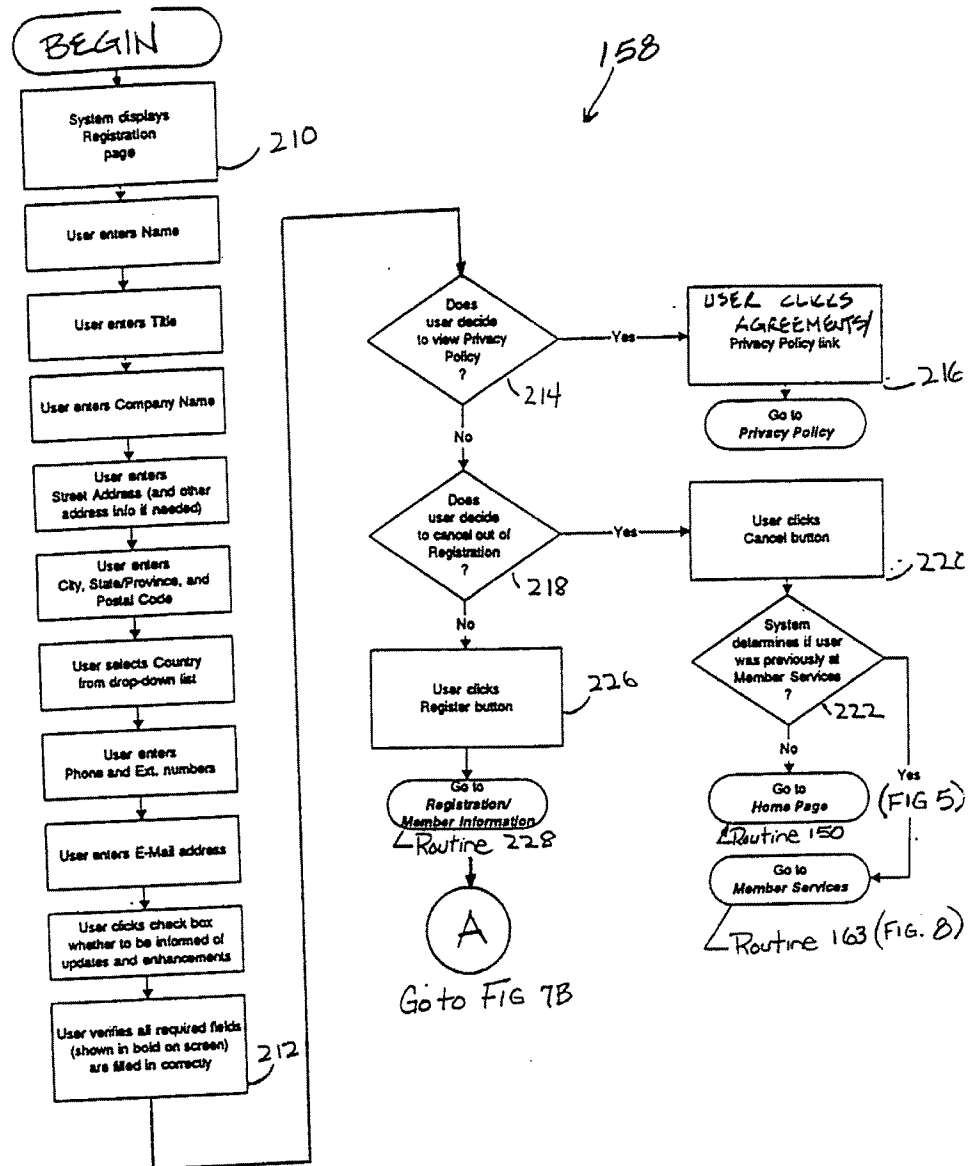 BEGIN
158
System displays
Registration
page
210
User enters Name
User enters Title
User enters Company Name
User enters
Street Address (and other
address info if needed)
User enters
City, State/Province, and
Postal Code
User selects Country
from drop-down list
User enters
Phone and Ext. numbers
User enters E-Mail address
User clicks check box
whether to be informed of
updates and enhancements
User verifies all required fields
(shown in bold on screen)
are filled in correctly
212
Does
user decide
to view Privacy
Policy
?
214
Yes
USER CLICKS
AGREEMENTS/
Privacy Policy link
216
Go to
Privacy Policy
No
Does
user decide
to cancel out of
Registration
?
218
Yes
User clicks
Cancel button
220
No
User clicks
Register button
226
Go to
Registration/
Member Information
Routine 228
A
Go to FIG 7B
System
determines if user
was previously at
Member Services
?
222
No
Yes
Go to
Home Page
(FIG 5)
Routine 150
Go to
Member Services
Routine 163 (FIG. 8)